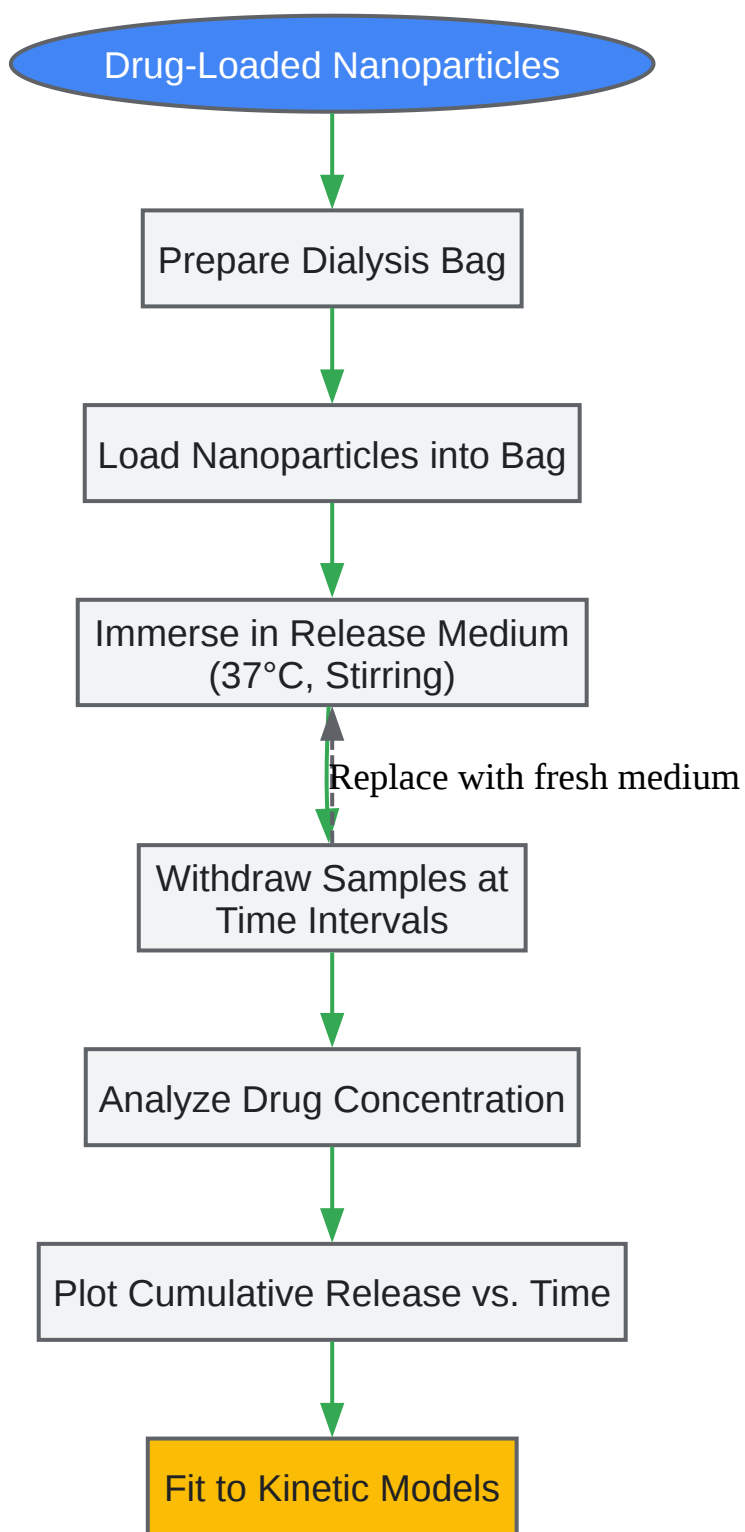 Drug-Loaded Nanoparticles
Prepare Dialysis Bag
Load Nanoparticles into Bag
Immerse in Release Medium
(37°C, Stirring)
Replace with fresh medium
Withdraw Samples at
Time Intervals
Analyze Drug Concentration
Plot Cumulative Release vs. Time
Fit to Kinetic Models